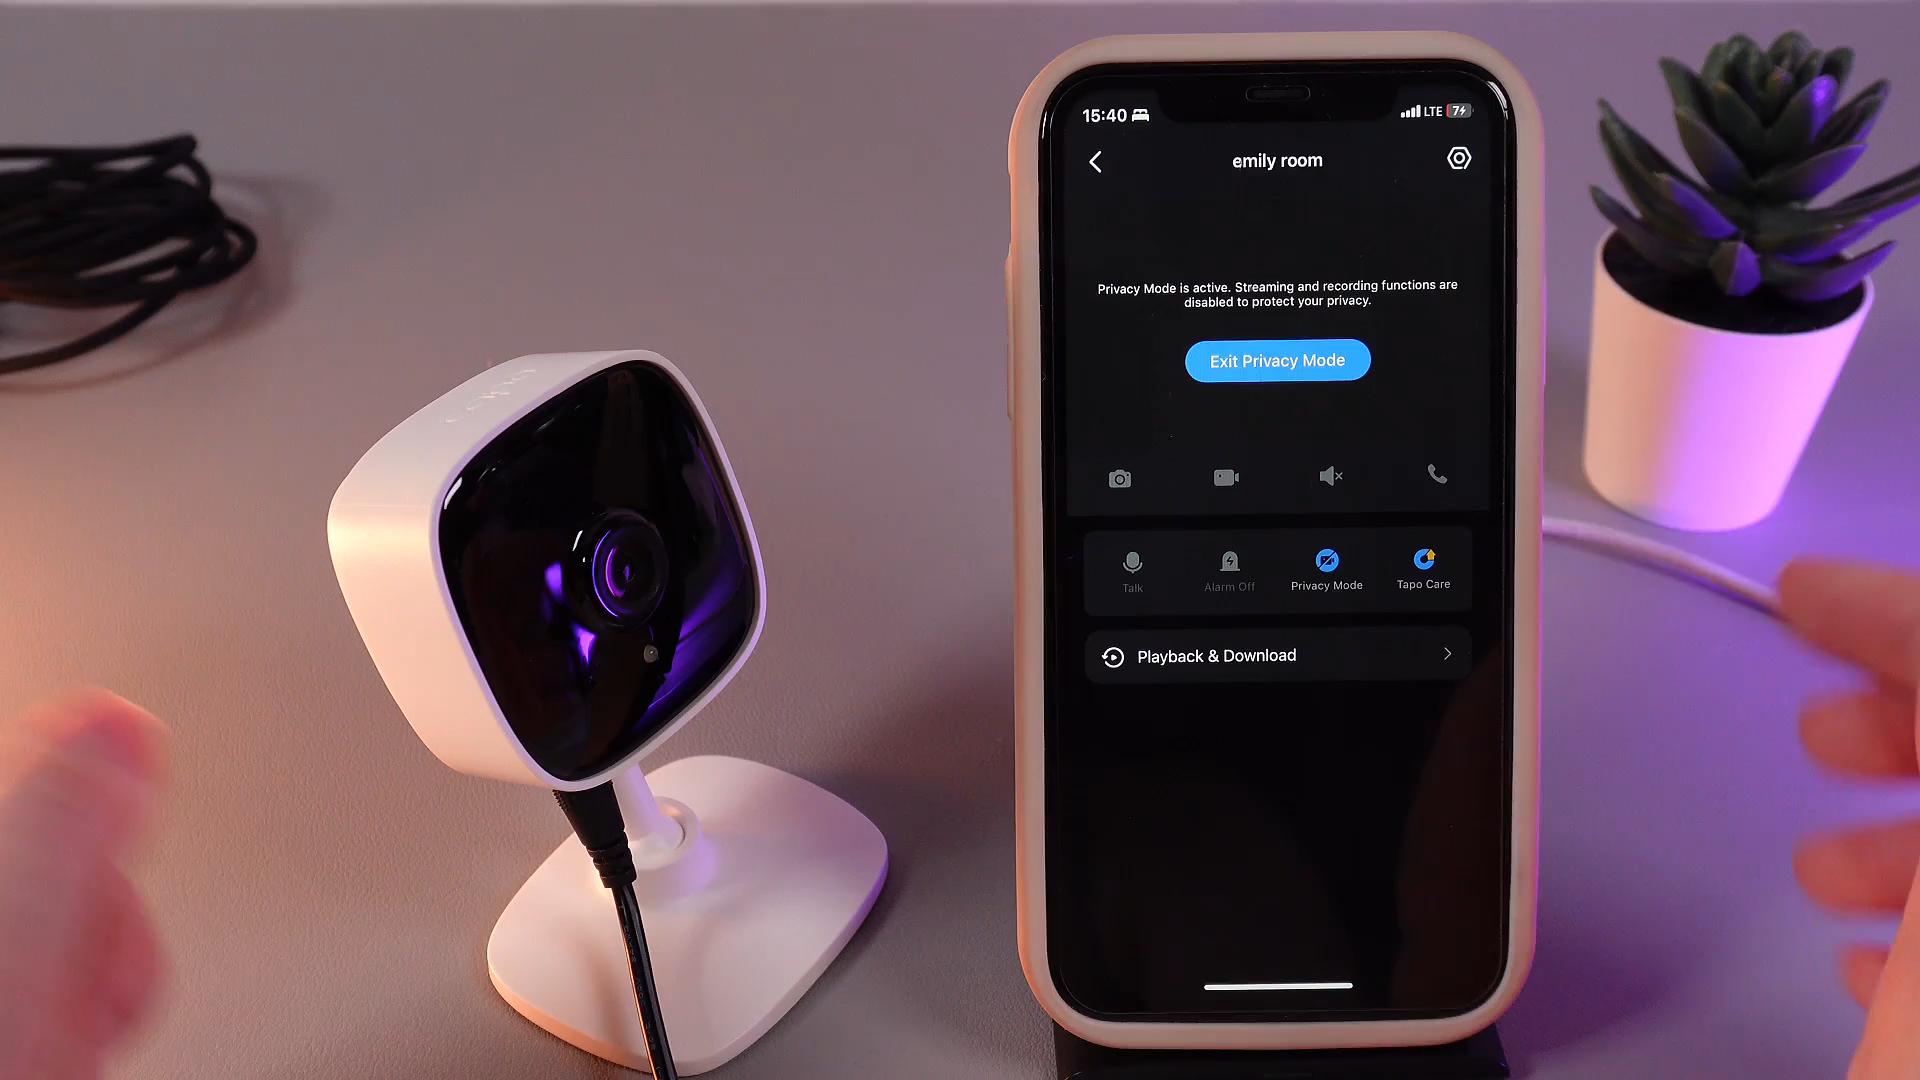 15:40
LTE
7
emily room
Privacy Mode is active. Streaming and recording functions are
disabled to protect your privacy.
Exit Privacy Mode
Talk
Alarm Off
Privacy Mode
Tapo Care
Playback & Download